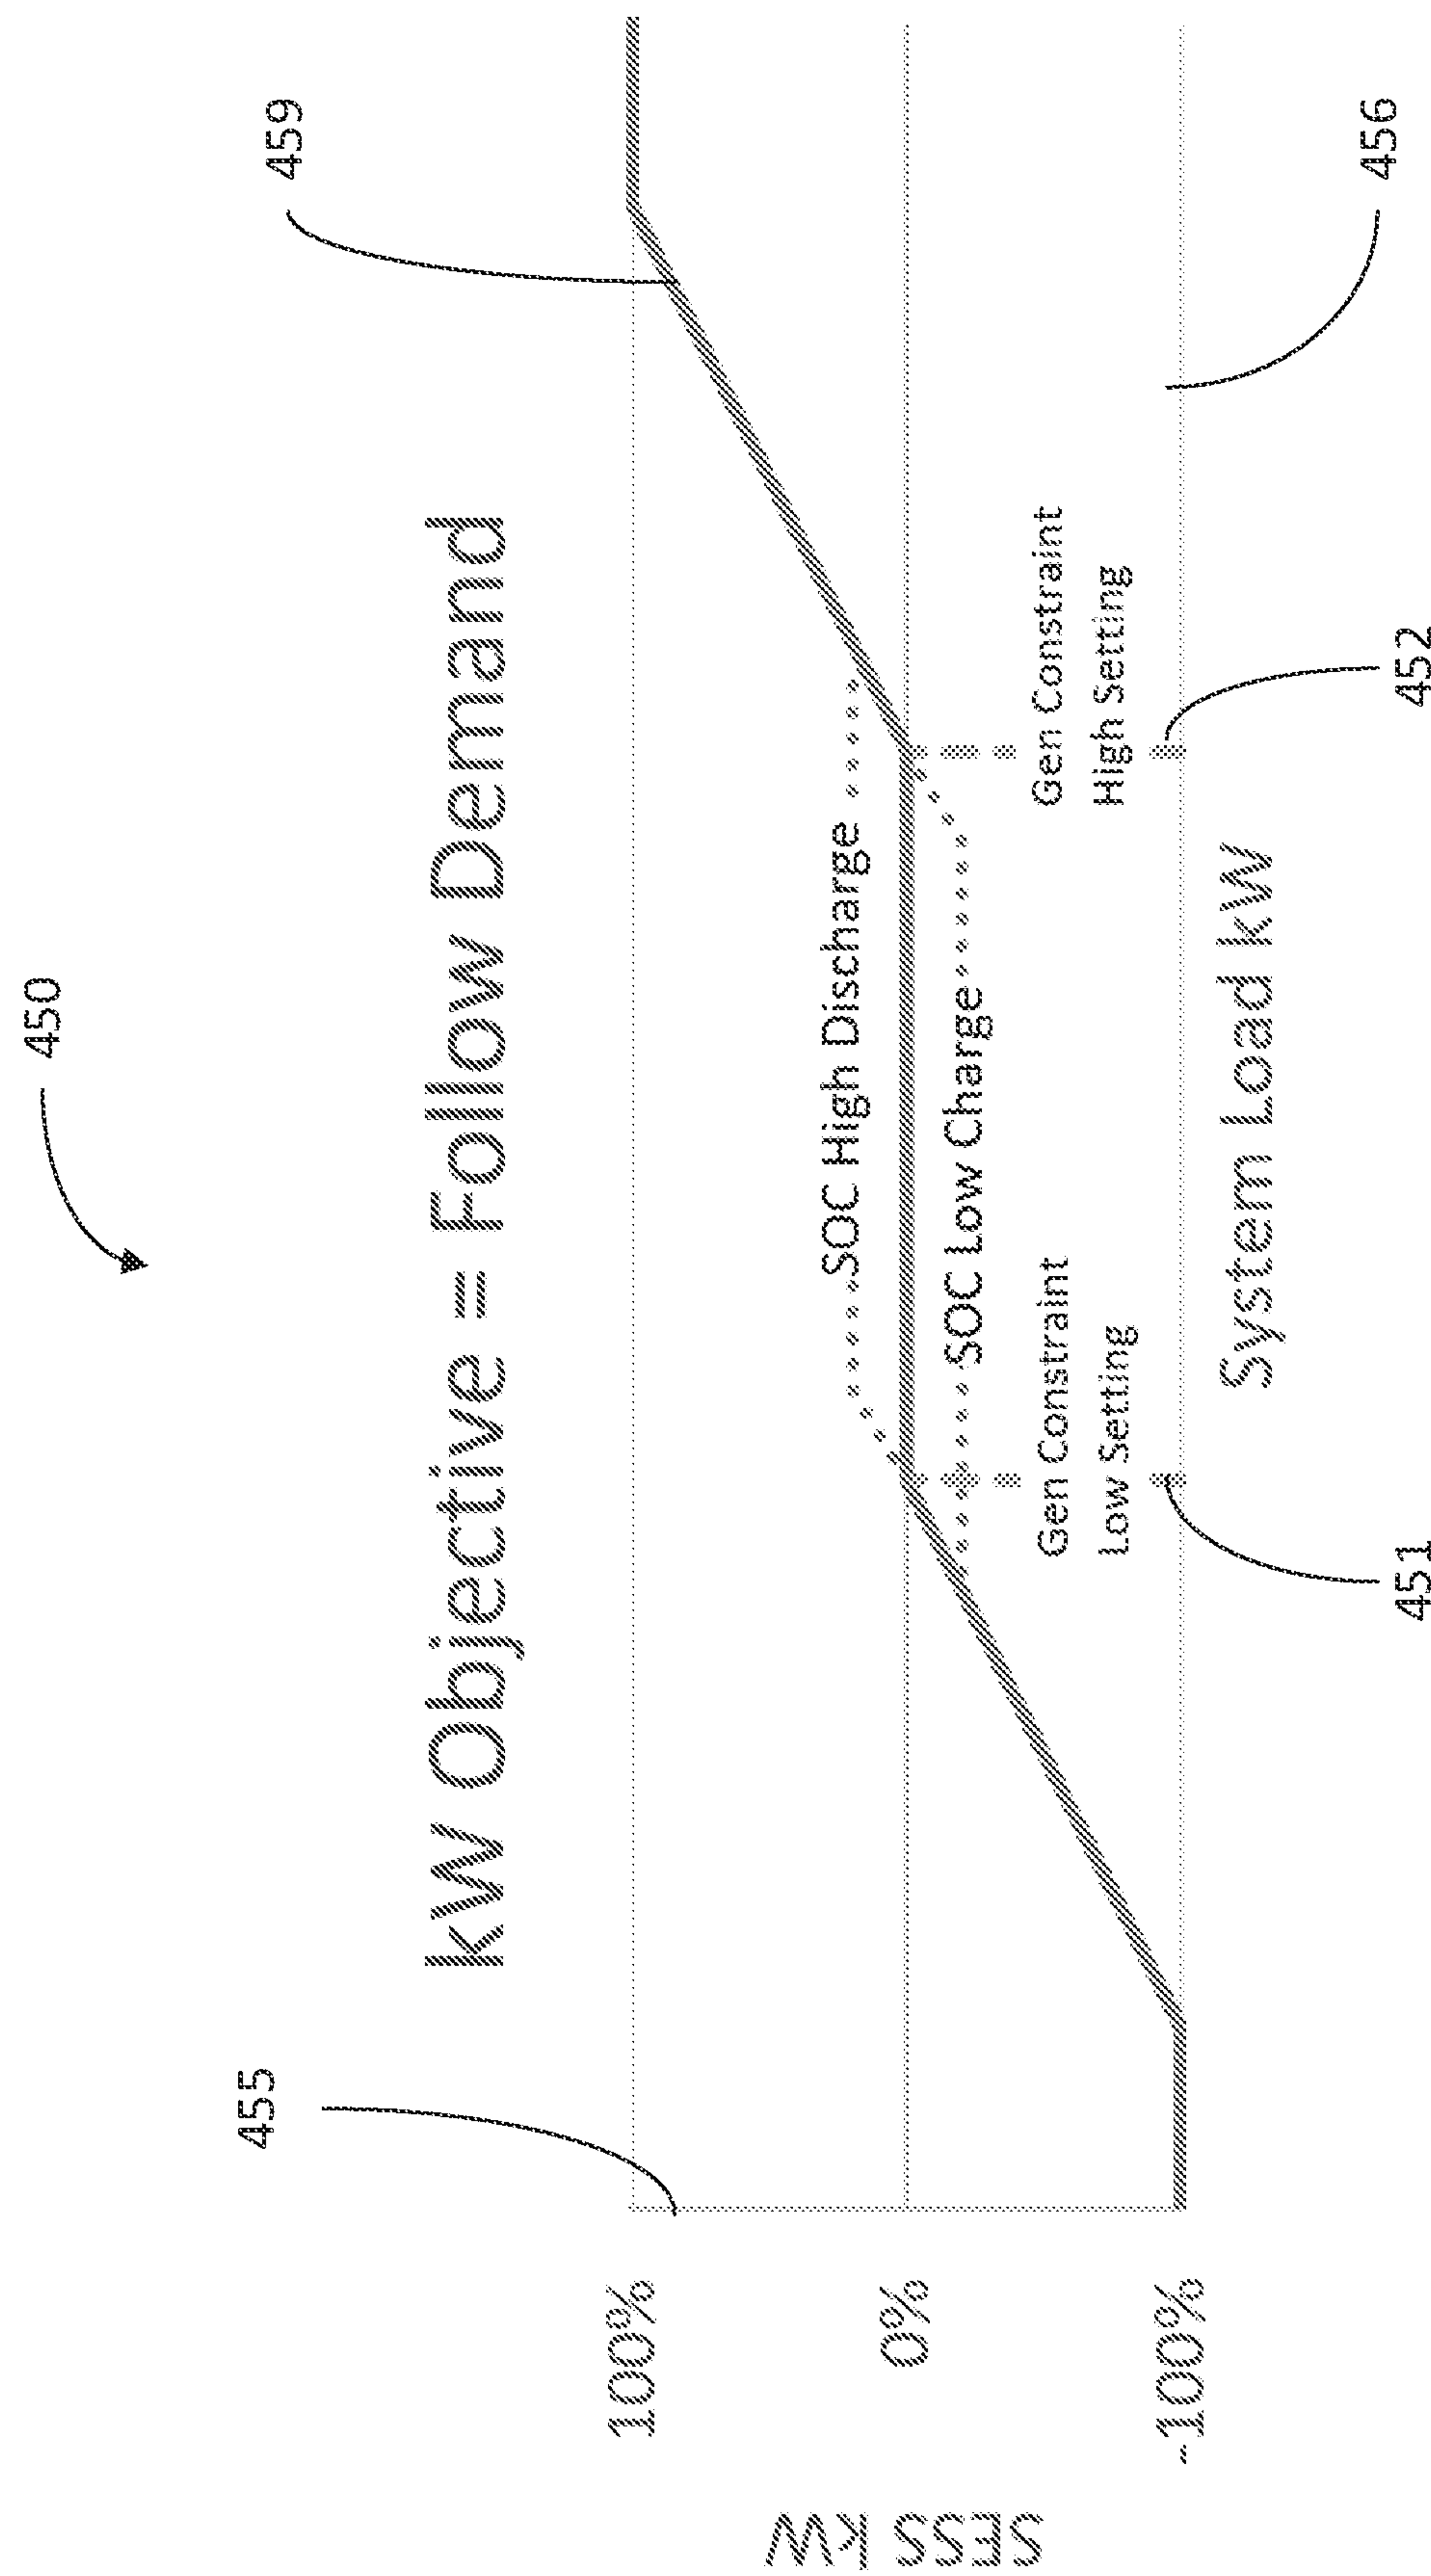 450
kW Objective = Follow Demand
455
459
100%
0%
-100%
SESS kW
SOC High Discharge
SOC Low Charge
Gen Constraint
Low Setting
Gen Constraint
High Setting
System Load kW
451
452
456